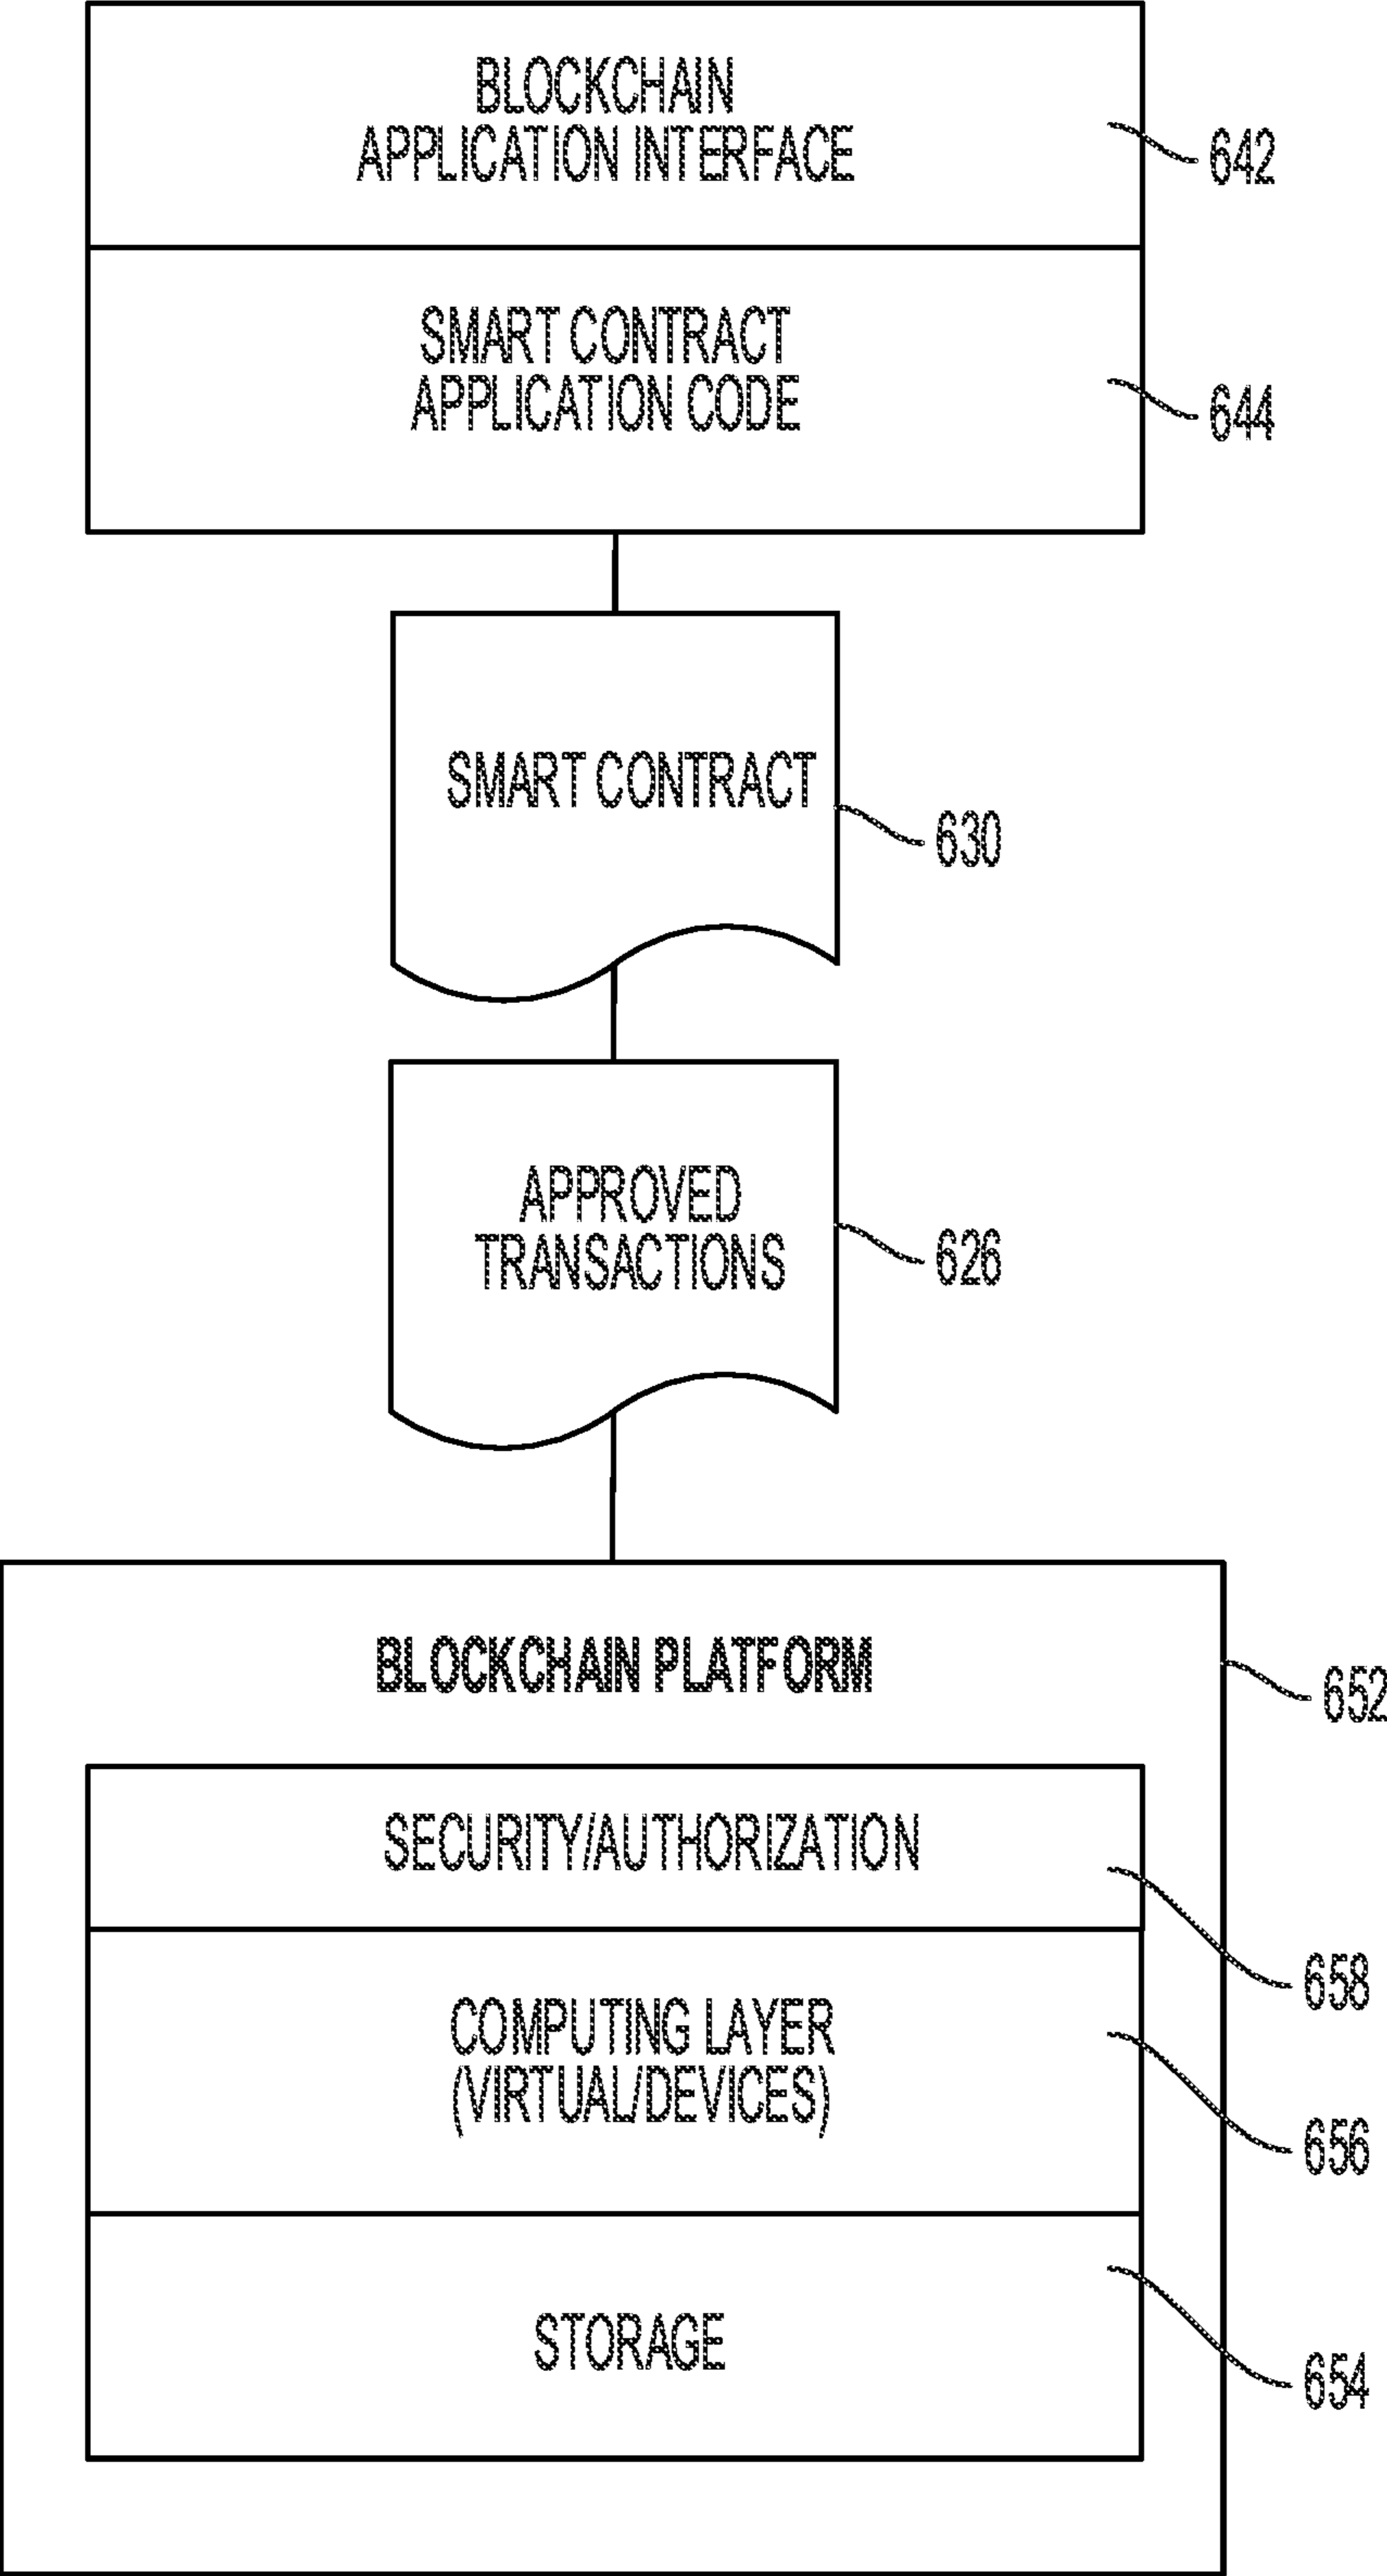 BLOCKCHAIN
APPLICATION INTERFACE
642
SMART CONTRACT
APPLICATION CODE
644
SMART CONTRACT
630
APPROVED
TRANSACTIONS
626
BLOCKCHAIN PLATFORM
652
SECURITY/AUTHORIZATION
658
COMPUTING LAYER
(VIRTUAL/DEVICES)
656
STORAGE
654